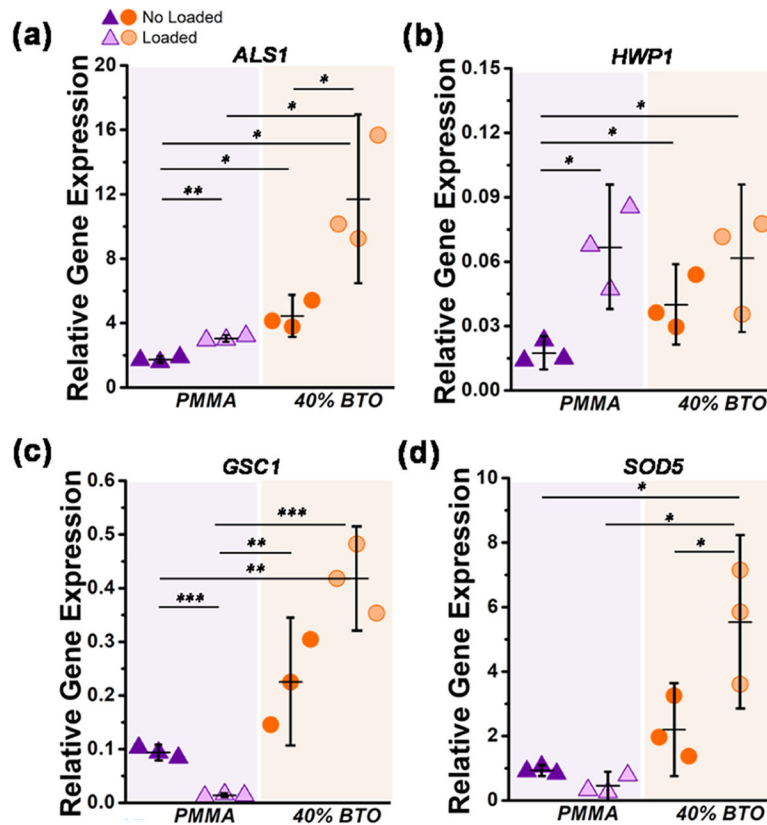 No Loaded
Loaded
(a)
ALS1
Relative Gene Expression
20
16
12
8
4
0
*
*
*
*
**
PMMA
40% BTO
(b)
HWP1
Relative Gene Expression
0.15
0.12
0.09
0.06
0.03
0.00
*
*
*
PMMA
40% BTO
(c)
GSC1
Relative Gene Expression
0.6
0.5
0.4
0.3
0.2
0.1
0.0
***
**
**
***
PMMA
40% BTO
(d)
SOD5
Relative Gene Expression
10
8
6
4
2
0
*
*
*
PMMA
40% BTO